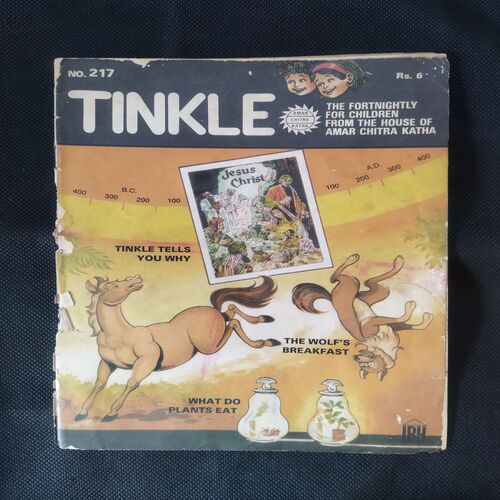 NO. 217
Rs. 6
TINKLE
AMAR
CHITRA
KATHA
THE FORTNIGHTLY
FOR CHILDREN
FROM THE HOUSE OF
AMAR CHITRA KATHA
400 300 B.C. 200 100
100 A.D. 200 300 400
Jesus
Christ
TINKLE TELLS
YOU WHY
THE WOLF'S
BREAKFAST
WHAT DO
PLANTS EAT
IBH